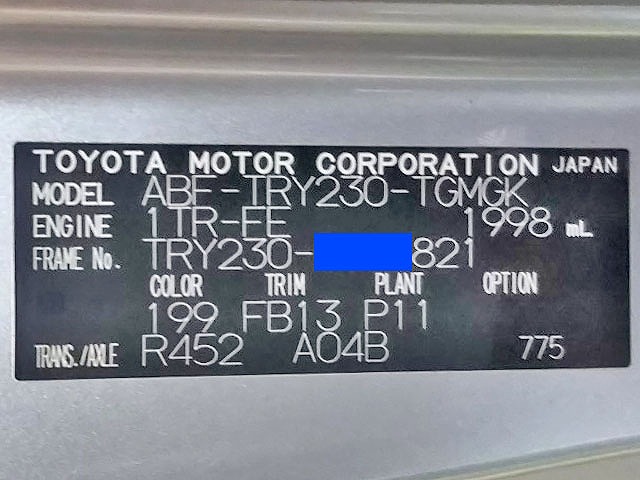 TOYOTA MOTOR CORPORATION JAPAN
MODEL ABF-TRY230-TGMGK
ENGINE 1TR-FE 1998 mL
FRAME No. TRY230-821
COLOR TRIM PLANT OPTION
199 FB13 P11
TRANS./AXLE R452 A04B 775